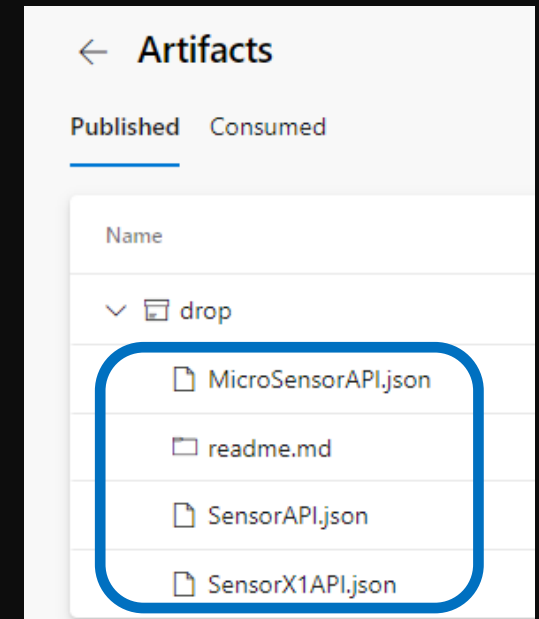 Artifacts
Published Consumed
Name
drop
MicroSensorAPI.json
readme.md
SensorAPI.json
SensorX1API.json